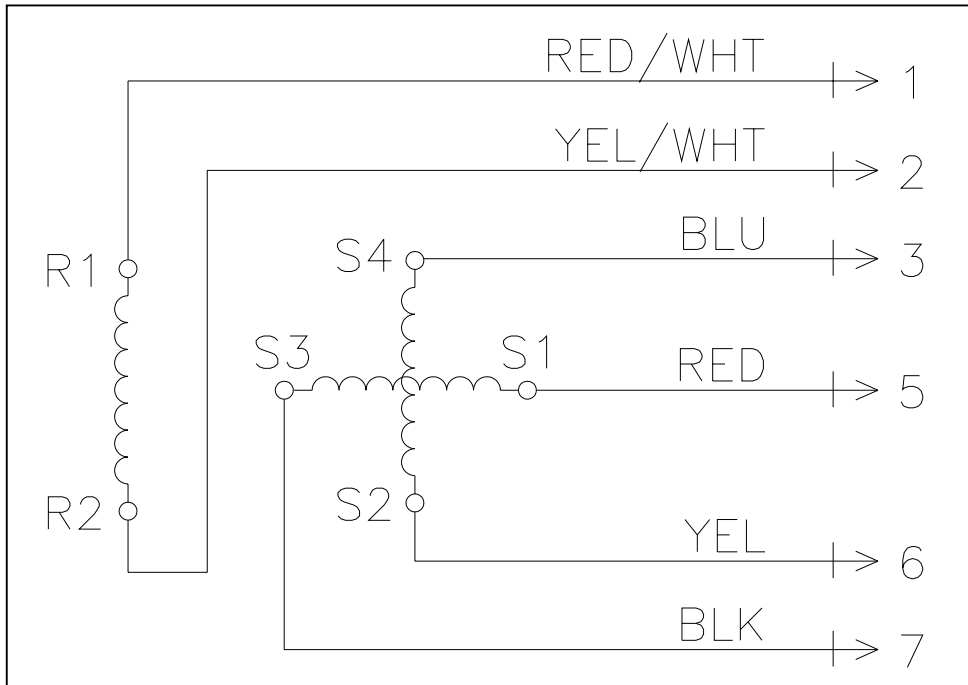 RED/WHT 1
YEL/WHT 2
BLU 3
R1
S4
S3
S1
RED 5
R2
S2
YEL 6
BLK 7